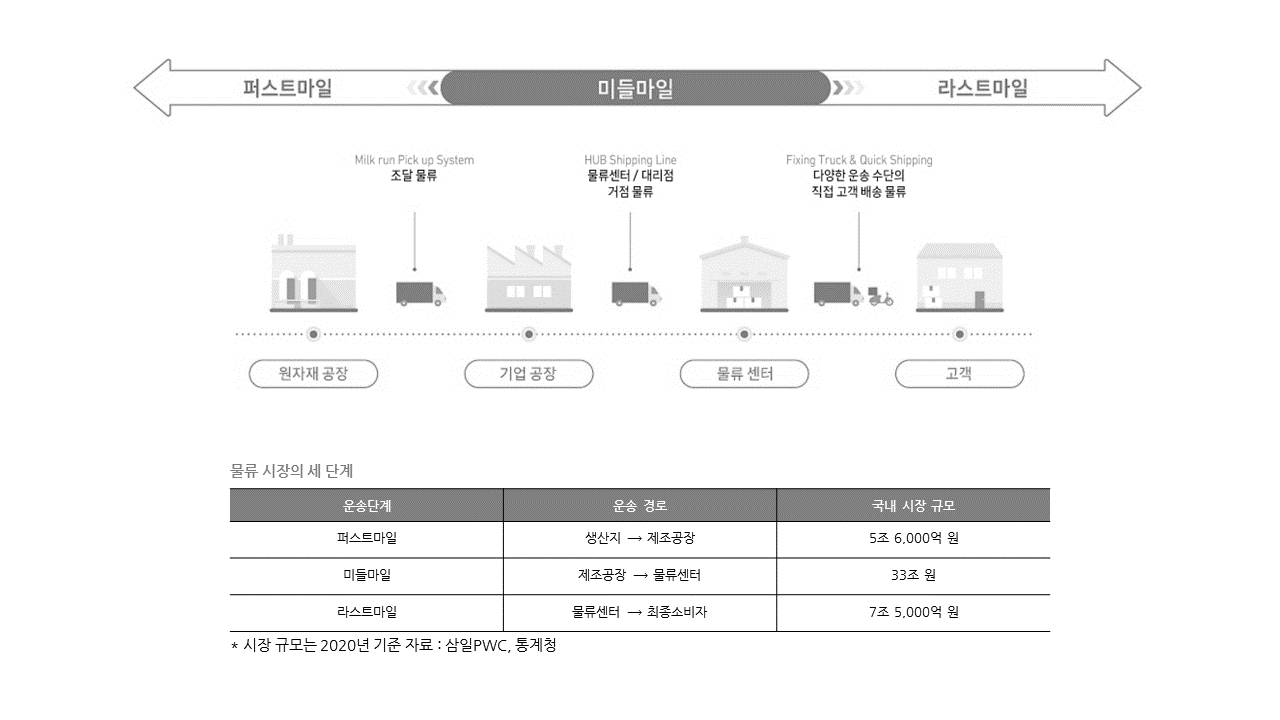 퍼스트마일
미들마일
라스트마일
Milk run Pick up System
조달 물류
HUB Shipping Line
물류센터 / 대리점
거점 물류
Fixing Truck & Quick Shipping
다양한 운송 수단의
직접 고객 배송 물류
원자재 공장
기업 공장
물류 센터
고객
물류 시장의 세 단계
운송단계 운송 경로 국내 시장 규모
퍼스트마일 생산지 → 제조공장 5조 6,000억 원
미들마일 제조공장 → 물류센터 33조 원
라스트마일 물류센터 → 최종소비자 7조 5,000억 원
* 시장 규모는 2020년 기준 자료 : 삼일PWC, 통계청